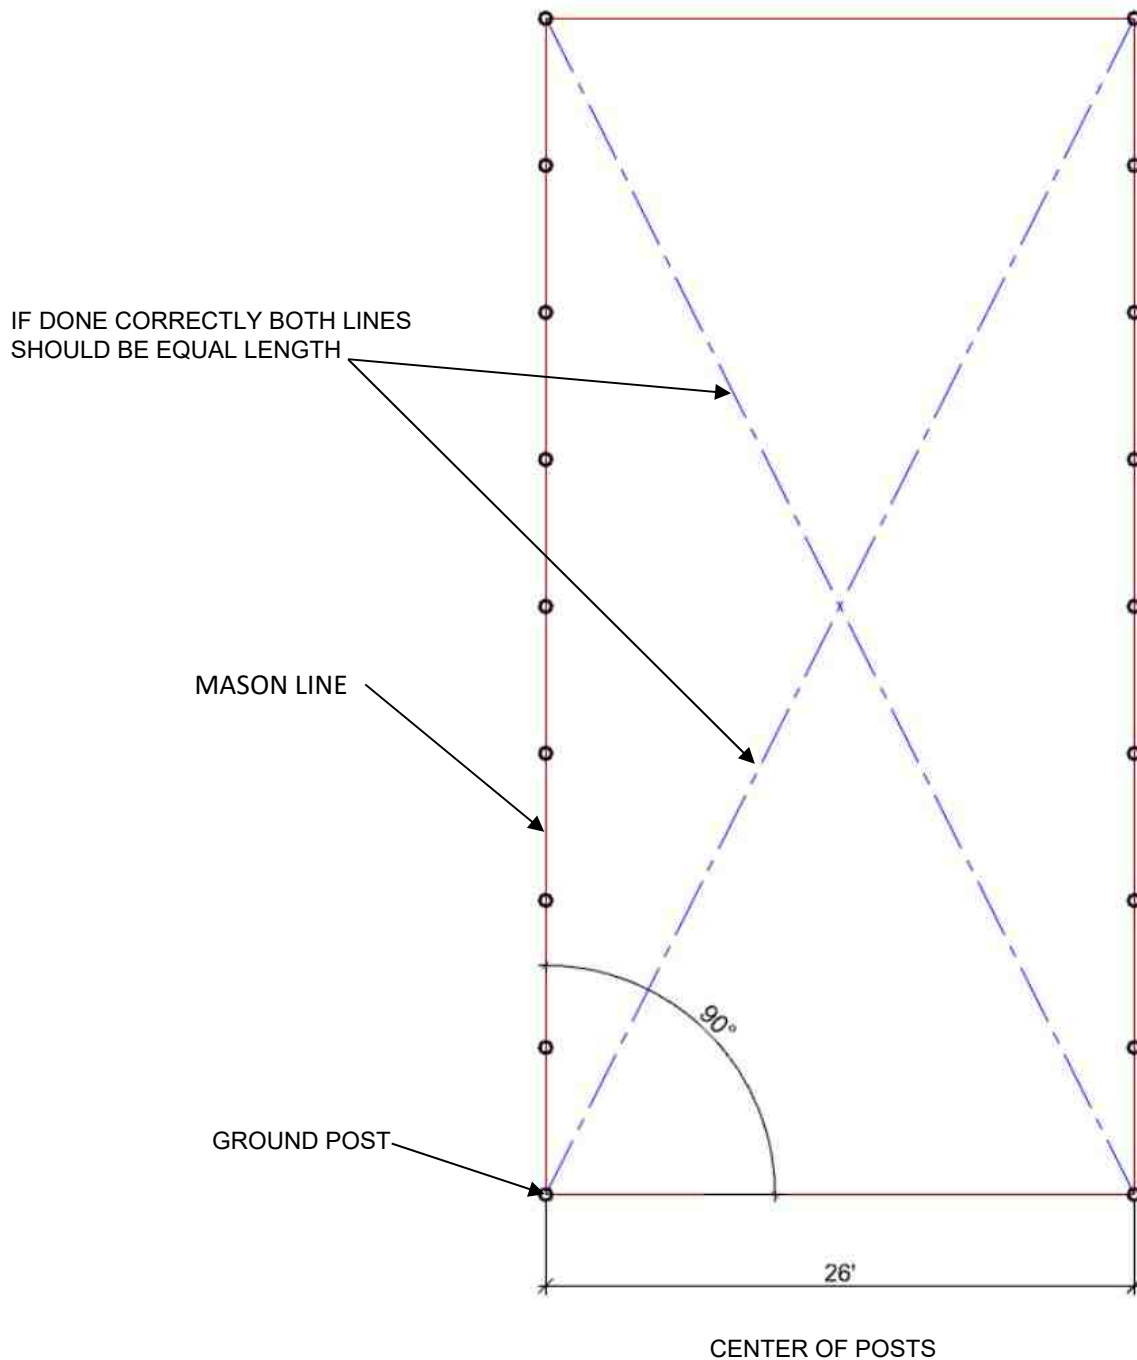 IF DONE CORRECTLY BOTH LINES
SHOULD BE EQUAL LENGTH
MASON LINE
90°
GROUND POST
26'
CENTER OF POSTS